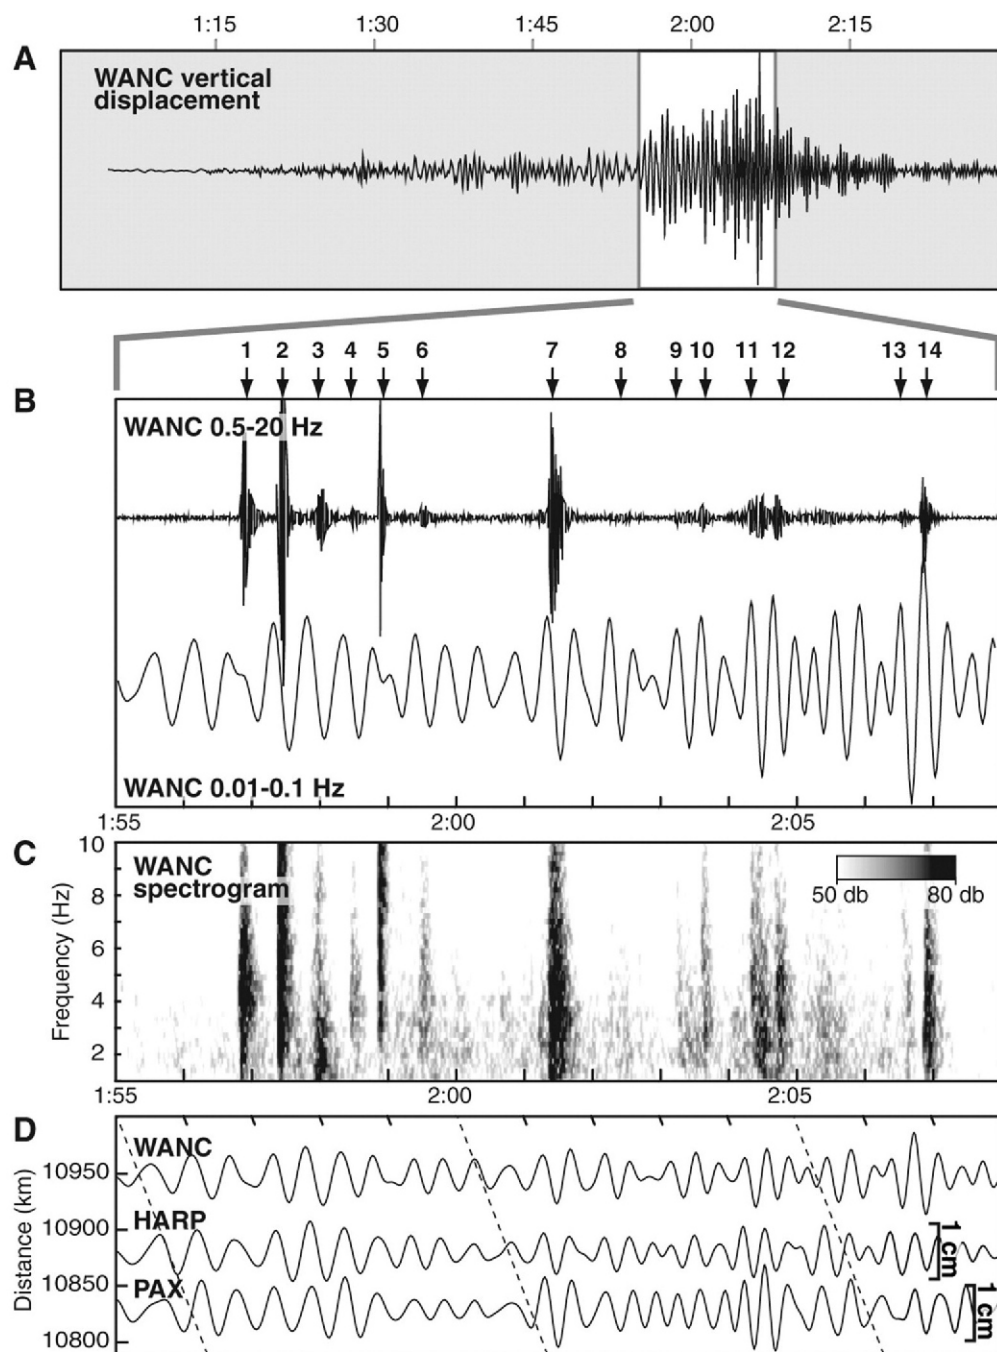 1:15 1:30 1:45 2:00 2:15
A
WANC vertical
displacement
1 2 3 4 5 6 7 8 9 10 11 12 13 14
B
WANC 0.5-20 Hz
WANC 0.01-0.1 Hz
1:55 2:00 2:05
C
WANC
spectrogram
50 db 80 db
Frequency (Hz)
10
8
6
4
2
1:55 2:00 2:05
D
WANC
10950
HARP
10900
1 cm
PAX
10850
1 cm
10800
Distance (km)